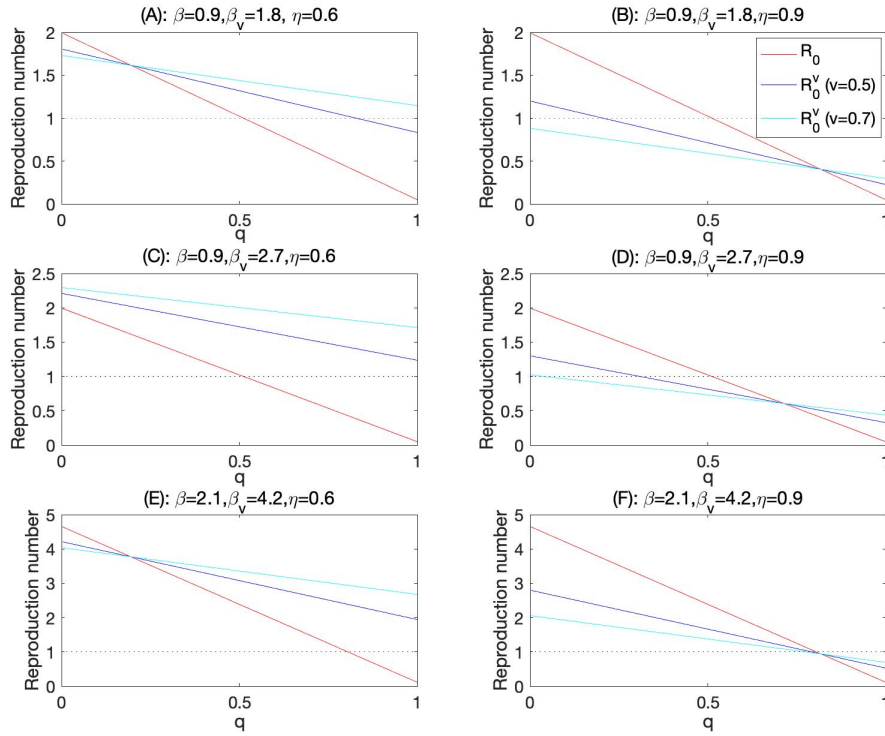 (A): β=0.9,β_v=1.8, η=0.6
Reproduction number
2
1.5
1
0.5
0
0 0.5 1
q
(B): β=0.9,β_v=1.8,η=0.9
Reproduction number
2
1.5
1
0.5
0
0 0.5 1
q
R_0
R_0^v (v=0.5)
R_0^v (v=0.7)
(C): β=0.9,β_v=2.7,η=0.6
Reproduction number
2.5
2
1.5
1
0.5
0
0 0.5 1
q
(D): β=0.9,β_v=2.7,η=0.9
Reproduction number
2.5
2
1.5
1
0.5
0
0 0.5 1
q
(E): β=2.1,β_v=4.2,η=0.6
Reproduction number
5
4
3
2
1
0
0 0.5 1
q
(F): β=2.1,β_v=4.2,η=0.9
Reproduction number
5
4
3
2
1
0
0 0.5 1
q